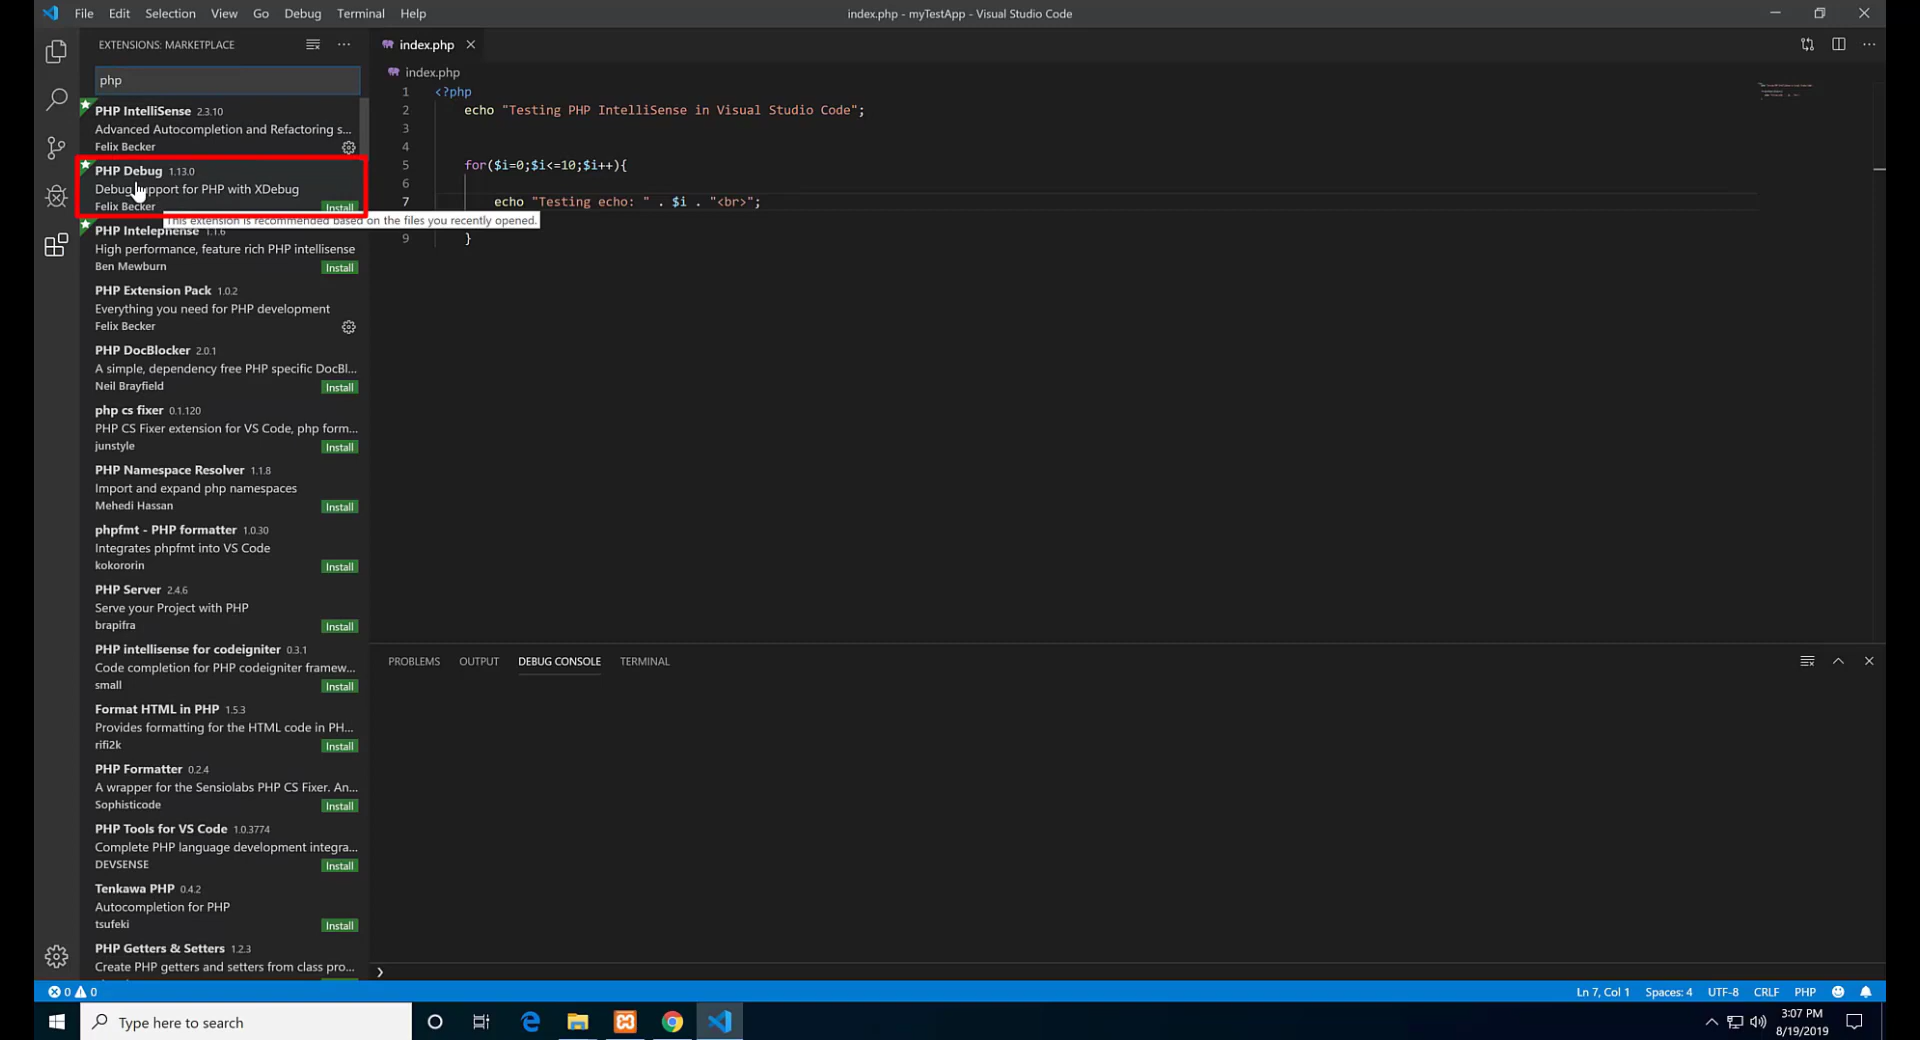 File Edit Selection View Go Debug Terminal Help
index.php - myTestApp - Visual Studio Code
EXTENSIONS: MARKETPLACE
php
PHP IntelliSense 2.3.10
Advanced Autocompletion and Refactoring s...
Felix Becker
PHP Debug 1.13.0
Debug support for PHP with XDebug
Felix Becker
Install
This extension is recommended based on the files you recently opened.
PHP Intelephense 1.1.6
High performance, feature rich PHP intellisense
Ben Mewburn
Install
PHP Extension Pack 1.0.2
Everything you need for PHP development
Felix Becker
PHP DocBlocker 2.0.1
A simple, dependency free PHP specific DocBl...
Neil Brayfield
Install
php cs fixer 0.1.120
PHP CS Fixer extension for VS Code, php form...
junstyle
Install
PHP Namespace Resolver 1.1.8
Import and expand php namespaces
Mehedi Hassan
Install
phpfmt - PHP formatter 1.0.30
Integrates phpfmt into VS Code
kokororin
Install
PHP Server 2.4.6
Serve your Project with PHP
brapifra
Install
PHP intellisense for codeigniter 0.3.1
Code completion for PHP codeigniter framew...
small
Install
Format HTML in PHP 1.5.3
Provides formatting for the HTML code in PH...
rifi2k
Install
PHP Formatter 0.2.4
A wrapper for the Sensiolabs PHP CS Fixer. An...
Sophisticode
Install
PHP Tools for VS Code 1.0.3774
Complete PHP language development integra...
DEVSENSE
Install
Tenkawa PHP 0.4.2
Autocompletion for PHP
tsufeki
Install
PHP Getters & Setters 1.2.3
Create PHP getters and setters from class pro...
index.php
index.php
1 <?php
2 echo "Testing PHP IntelliSense in Visual Studio Code";
3
4
5 for($i=0;$i<=10;$i++){
6
7 echo "Testing echo: " . $i . "<br>";
9 }
PROBLEMS OUTPUT DEBUG CONSOLE TERMINAL
0 0
Ln 7, Col 1 Spaces: 4 UTF-8 CRLF PHP
Type here to search
3:07 PM
8/19/2019